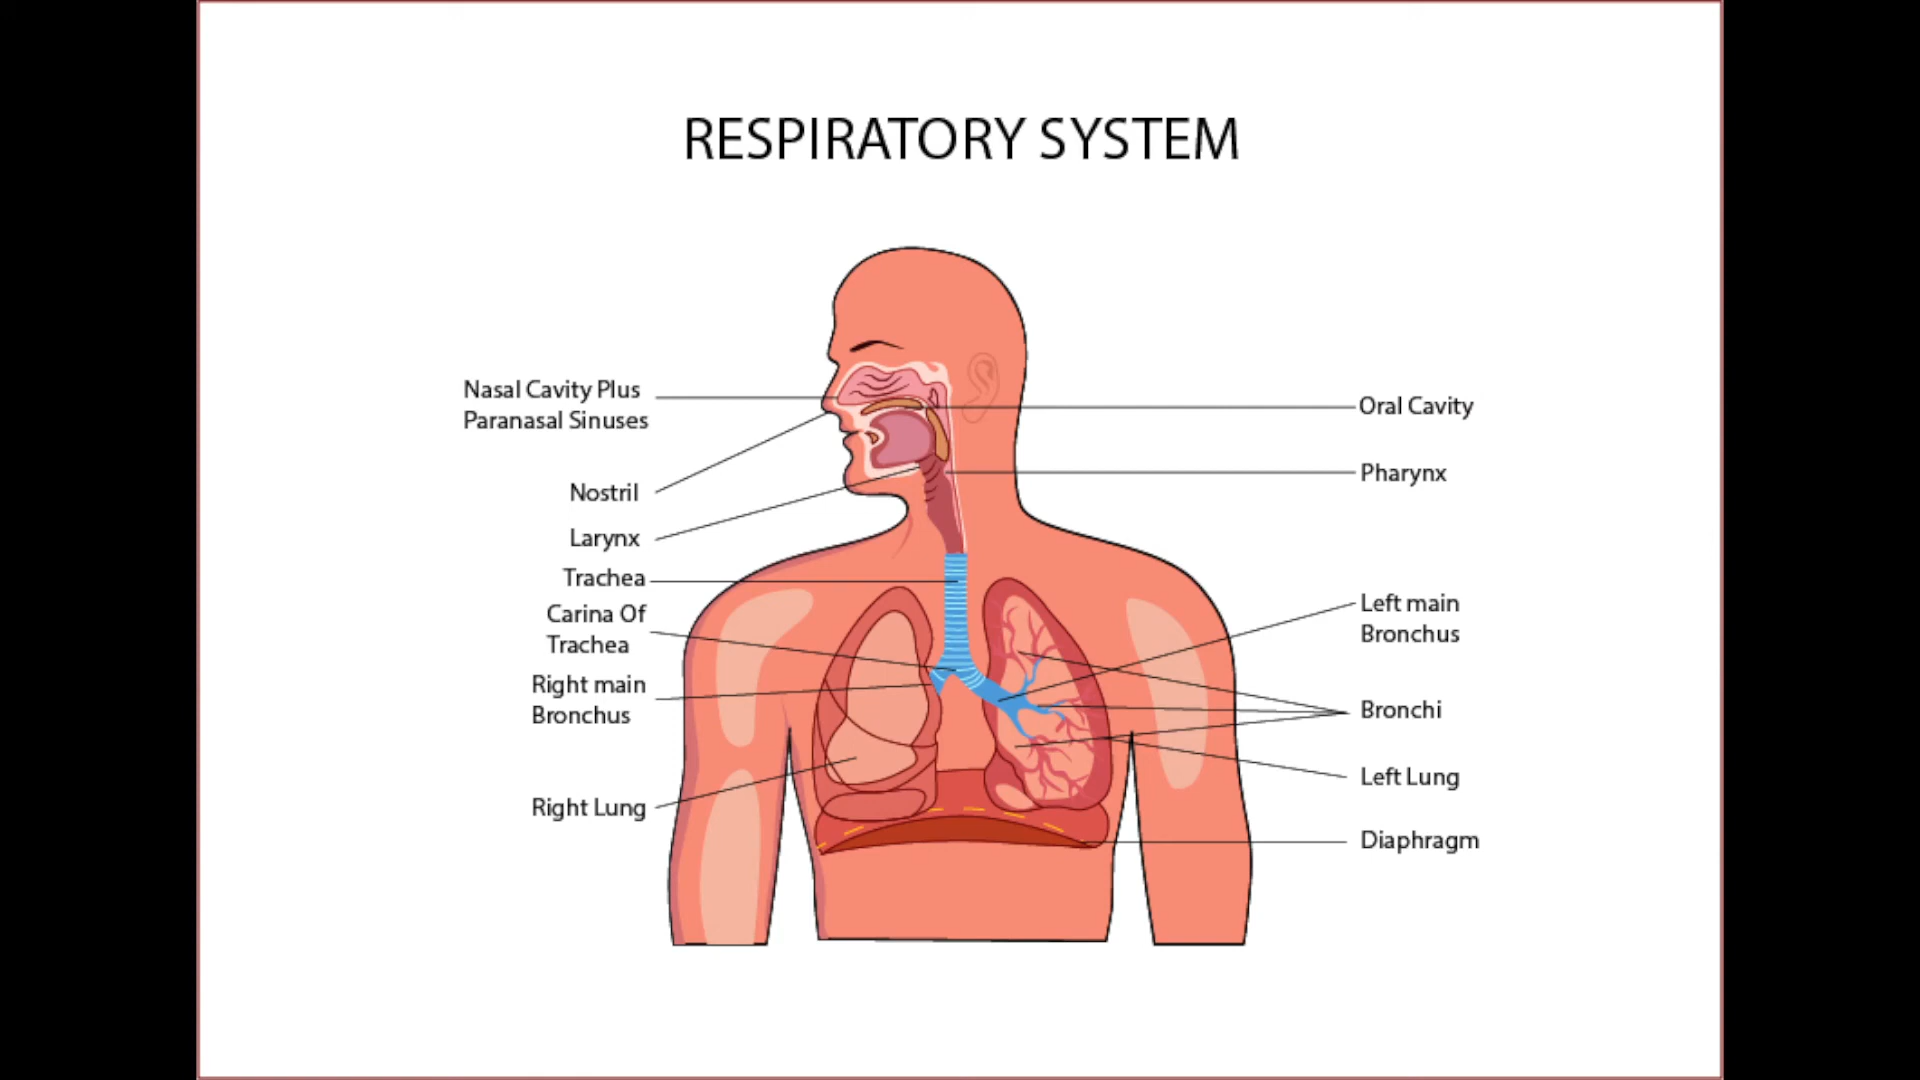 RESPIRATORY SYSTEM
Nasal Cavity Plus
Paranasal Sinuses
Nostril
Larynx
Trachea
Carina Of
Trachea
Right main
Bronchus
Right Lung
Oral Cavity
Pharynx
Left main
Bronchus
Bronchi
Left Lung
Diaphragm